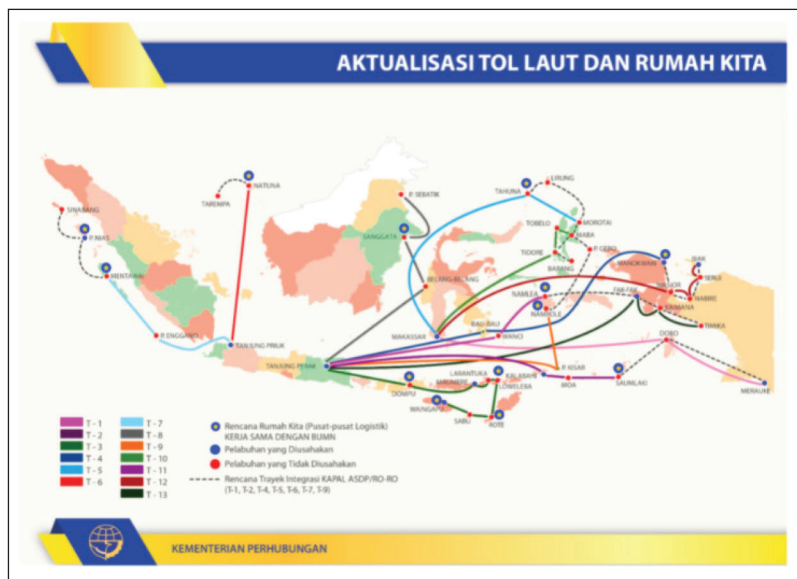 AKTUALISASI TOL LAUT DAN RUMAH KITA
SINABANG
P. NIAS
MENTAWAI
P. ENGGANO
TAREMPA
NATUNA
TANJUNG PRIUK
TANJUNG PERAK
P. SEBATIK
SANGGATA
BELANG-BELANG
MAKASSAR
BAU-BAU
WANCI
TAHUNA
LIRUNG
MOROTAI
TOBELO
MABA
P. GEBE
TIDORE
BABANG
MANOKWARI
BIAK
SERUI
NABIRE
NAMLEA
NAMROLE
FAK-FAK
KAIMANA
TIMIKA
DOBO
MERAUKE
P. KISAR
MOA
SAUMLAKI
LARANTUKA
KALABAHI
LOWELEBA
DOMPU
WAINGAPU
SABU
ROTE
T - 1
T - 2
T - 3
T - 4
T - 5
T - 6
T - 7
T - 8
T - 9
T - 10
T - 11
T - 12
T - 13
Rencana Rumah Kita (Pusat-pusat Logistik)
KERJA SAMA DENGAN BUMN
Pelabuhan yang Diusahakan
Pelabuhan yang Tidak Diusahakan
Rencana Trayek Integrasi KAPAL ASDP/RO-RO
(T-1, T-2, T-4, T-5, T-6, T-7, T-9)
KEMENTERIAN PERHUBUNGAN